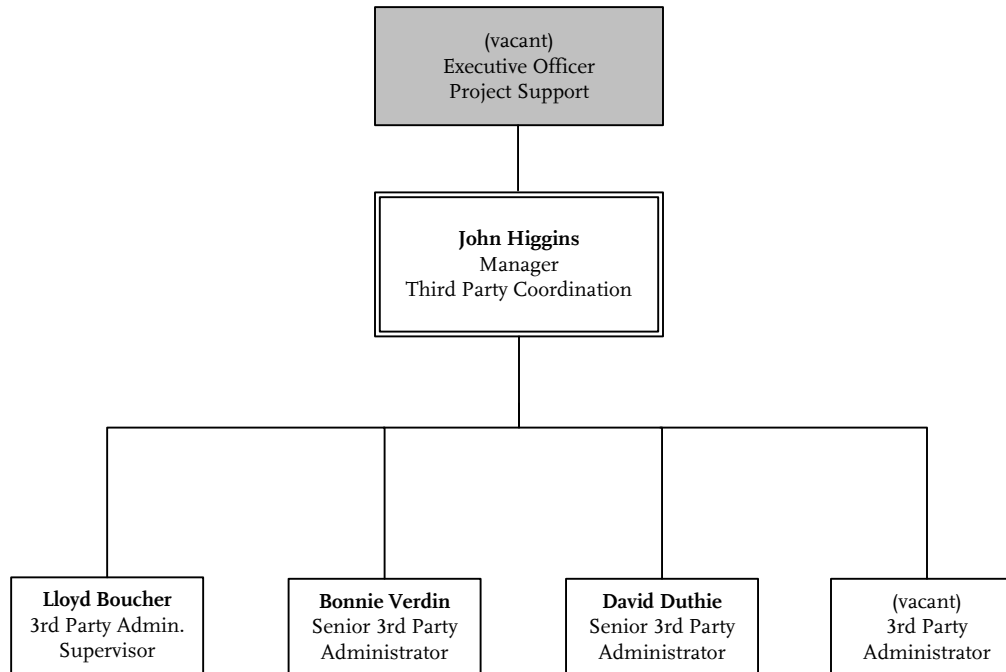 (vacant)
Executive Officer
Project Support
John Higgins
Manager
Third Party Coordination
Lloyd Boucher
3rd Party Admin.
Supervisor
Bonnie Verdin
Senior 3rd Party
Administrator
David Duthie
Senior 3rd Party
Administrator
(vacant)
3rd Party
Administrator